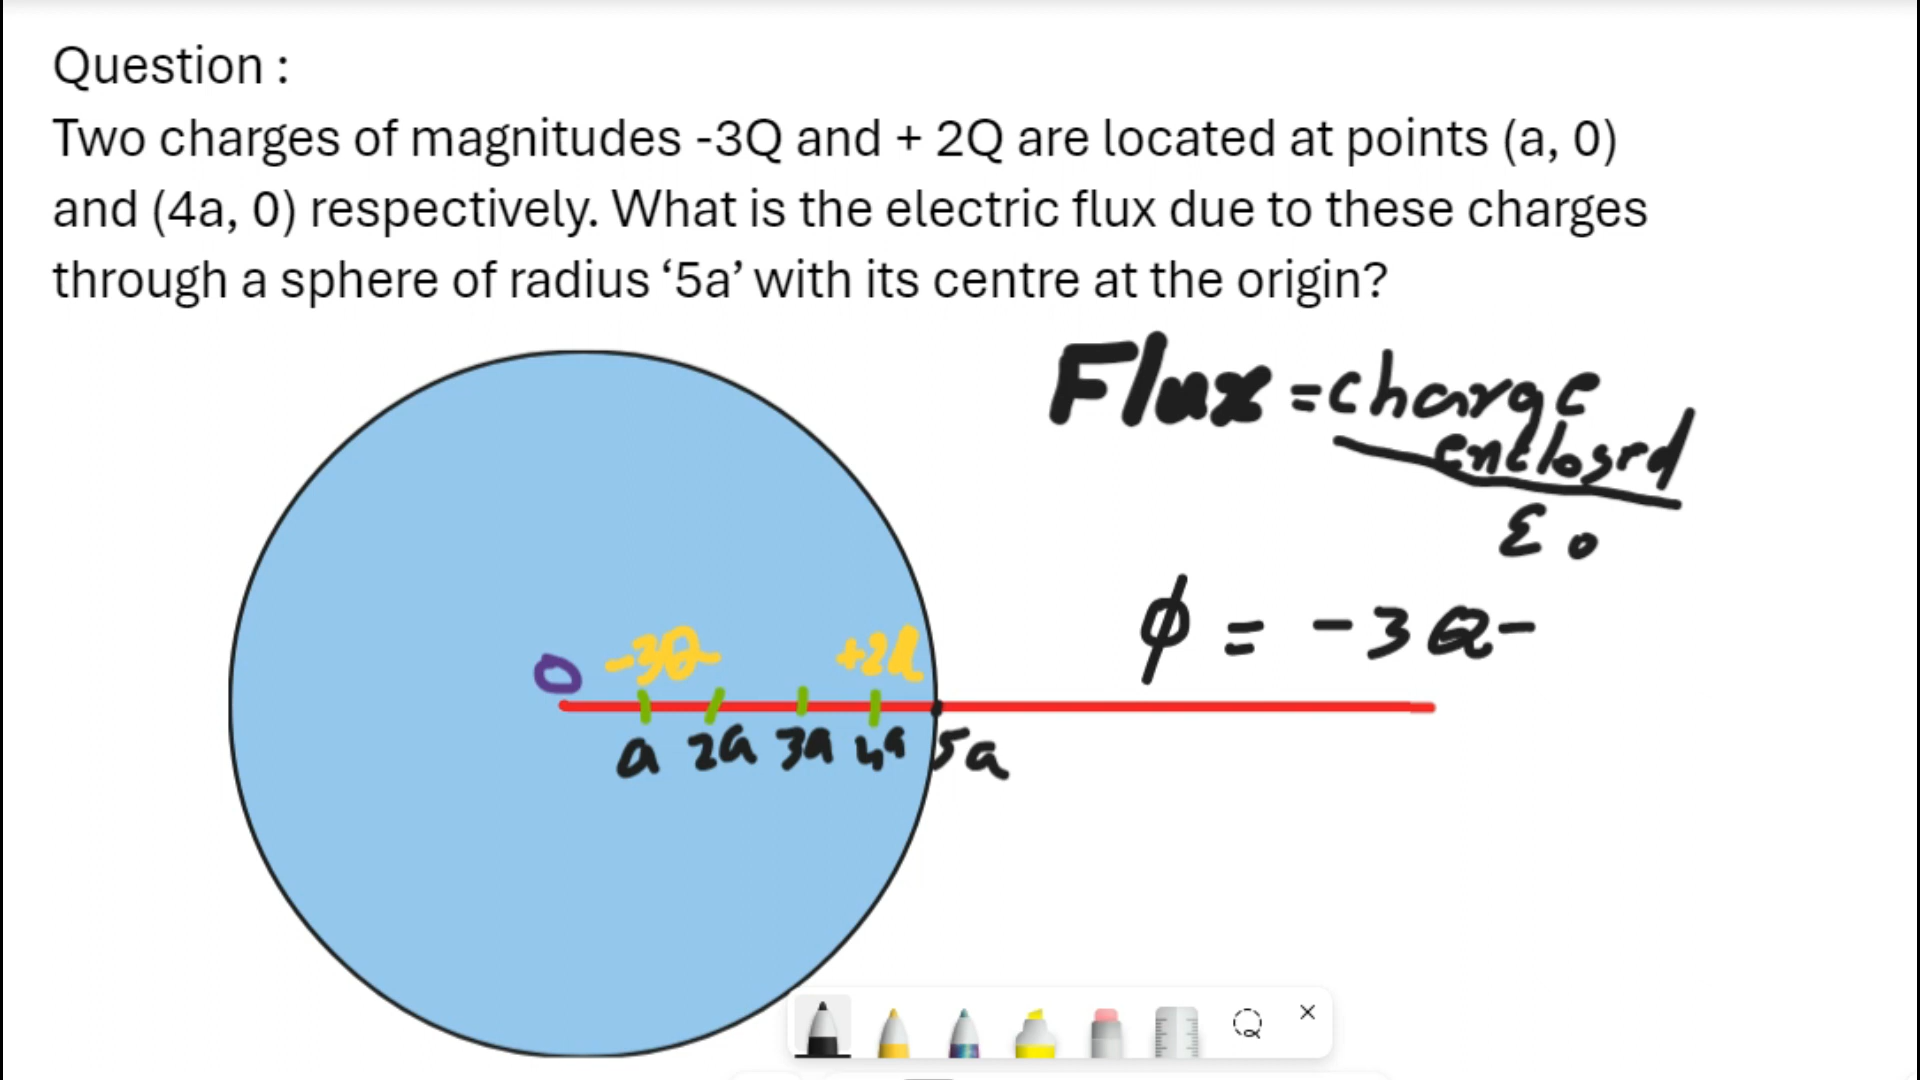 Question :
Two charges of magnitudes -3Q and + 2Q are located at points (a, 0)
and (4a, 0) respectively. What is the electric flux due to these charges
through a sphere of radius ‘5a’ with its centre at the origin?
Flux = charge
enclosed
ε0
ϕ = -3Q-
O -3Q +2Q
a 2a 3a 4a 5a